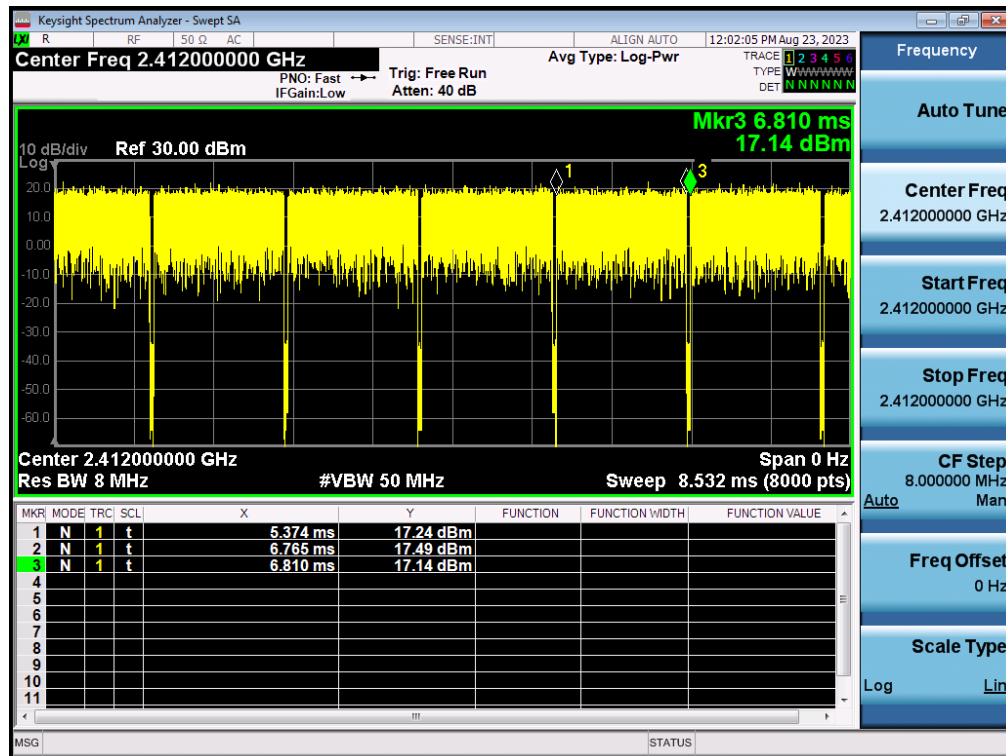 Keysight Spectrum Analyzer - Swept SA
LXI R RF 50 Ω AC SENSE:INT ALIGN AUTO 12:02:05 PM Aug 23, 2023
Center Freq 2.412000000 GHz
PNO: Fast
IFGain:Low
Trig: Free Run
Atten: 40 dB
Avg Type: Log-Pwr
TRACE 1 2 3 4 5 6
TYPE WWWWWW
DET N N N N N N
Mkr3 6.810 ms
17.14 dBm
10 dB/div Ref 30.00 dBm
Log
20.0
10.0
0.00
-10.0
-20.0
-30.0
-40.0
-50.0
-60.0
1
3
Center 2.412000000 GHz Span 0 Hz
Res BW 8 MHz #VBW 50 MHz Sweep 8.532 ms (8000 pts)
MKR MODE TRC SCL X Y FUNCTION FUNCTION WIDTH FUNCTION VALUE
1 N 1 t 5.374 ms 17.24 dBm
2 N 1 t 6.765 ms 17.49 dBm
3 N 1 t 6.810 ms 17.14 dBm
4
5
6
7
8
9
10
11
MSG STATUS
Frequency
Auto Tune
Center Freq
2.412000000 GHz
Start Freq
2.412000000 GHz
Stop Freq
2.412000000 GHz
CF Step
8.000000 MHz
Auto Man
Freq Offset
0 Hz
Scale Type
Log Lin